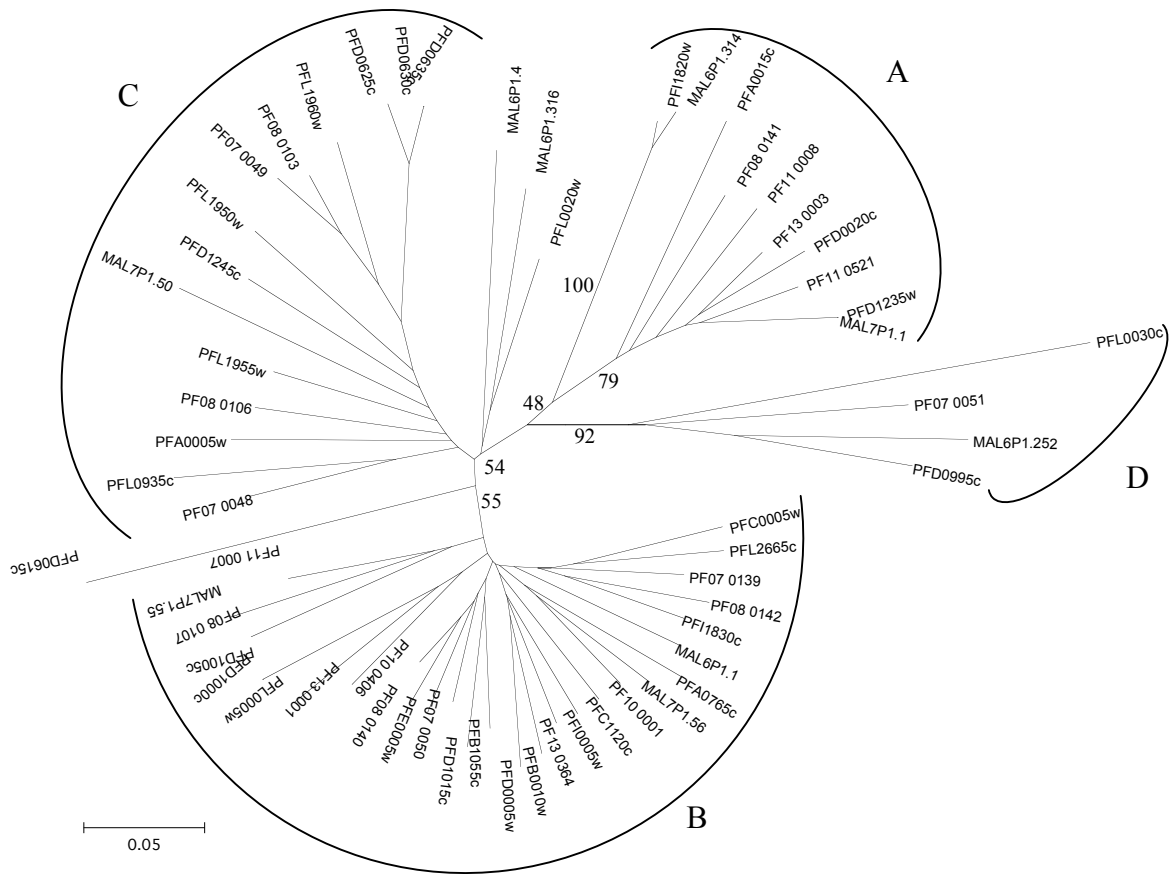 C
PFD0625c
PFD0630c
PFD0635c
PFL1960w
PF08 0103
PF07 0049
PFL1950w
PFD1245c
MAL7P1.50
PFL1955w
PF08 0106
PFA0005w
PFL0935c
PF07 0048
MAL6P1.4
MAL6P1.316
PFL0020w
A
PFI1820w
MAL6P1.314
PFA0015c
PF08 0141
PF11 0008
PF13 0003
PFD0020c
PF11 0521
PFD1235w
MAL7P1.1
100
79
48
92
54
55
PFL0030c
PF07 0051
MAL6P1.252
PFD0995c
D
PFD0615c
PF11 0007
MAL7P1.55
PF08 0107
PFD1005c
PFD1000c
PFL0005w
PF13 0001
PF10 0406
PF08 0140
PFE0005w
PF07 0050
PFD1015c
PFB1055c
PFD0005w
PFB0010w
PF13 0364
PFI0005w
PFC1120c
PF10 0001
MAL7P1.56
PFA0765c
MAL6P1.1
PFI1830c
PF08 0142
PF07 0139
PFL2665c
PFC0005w
B
0.05